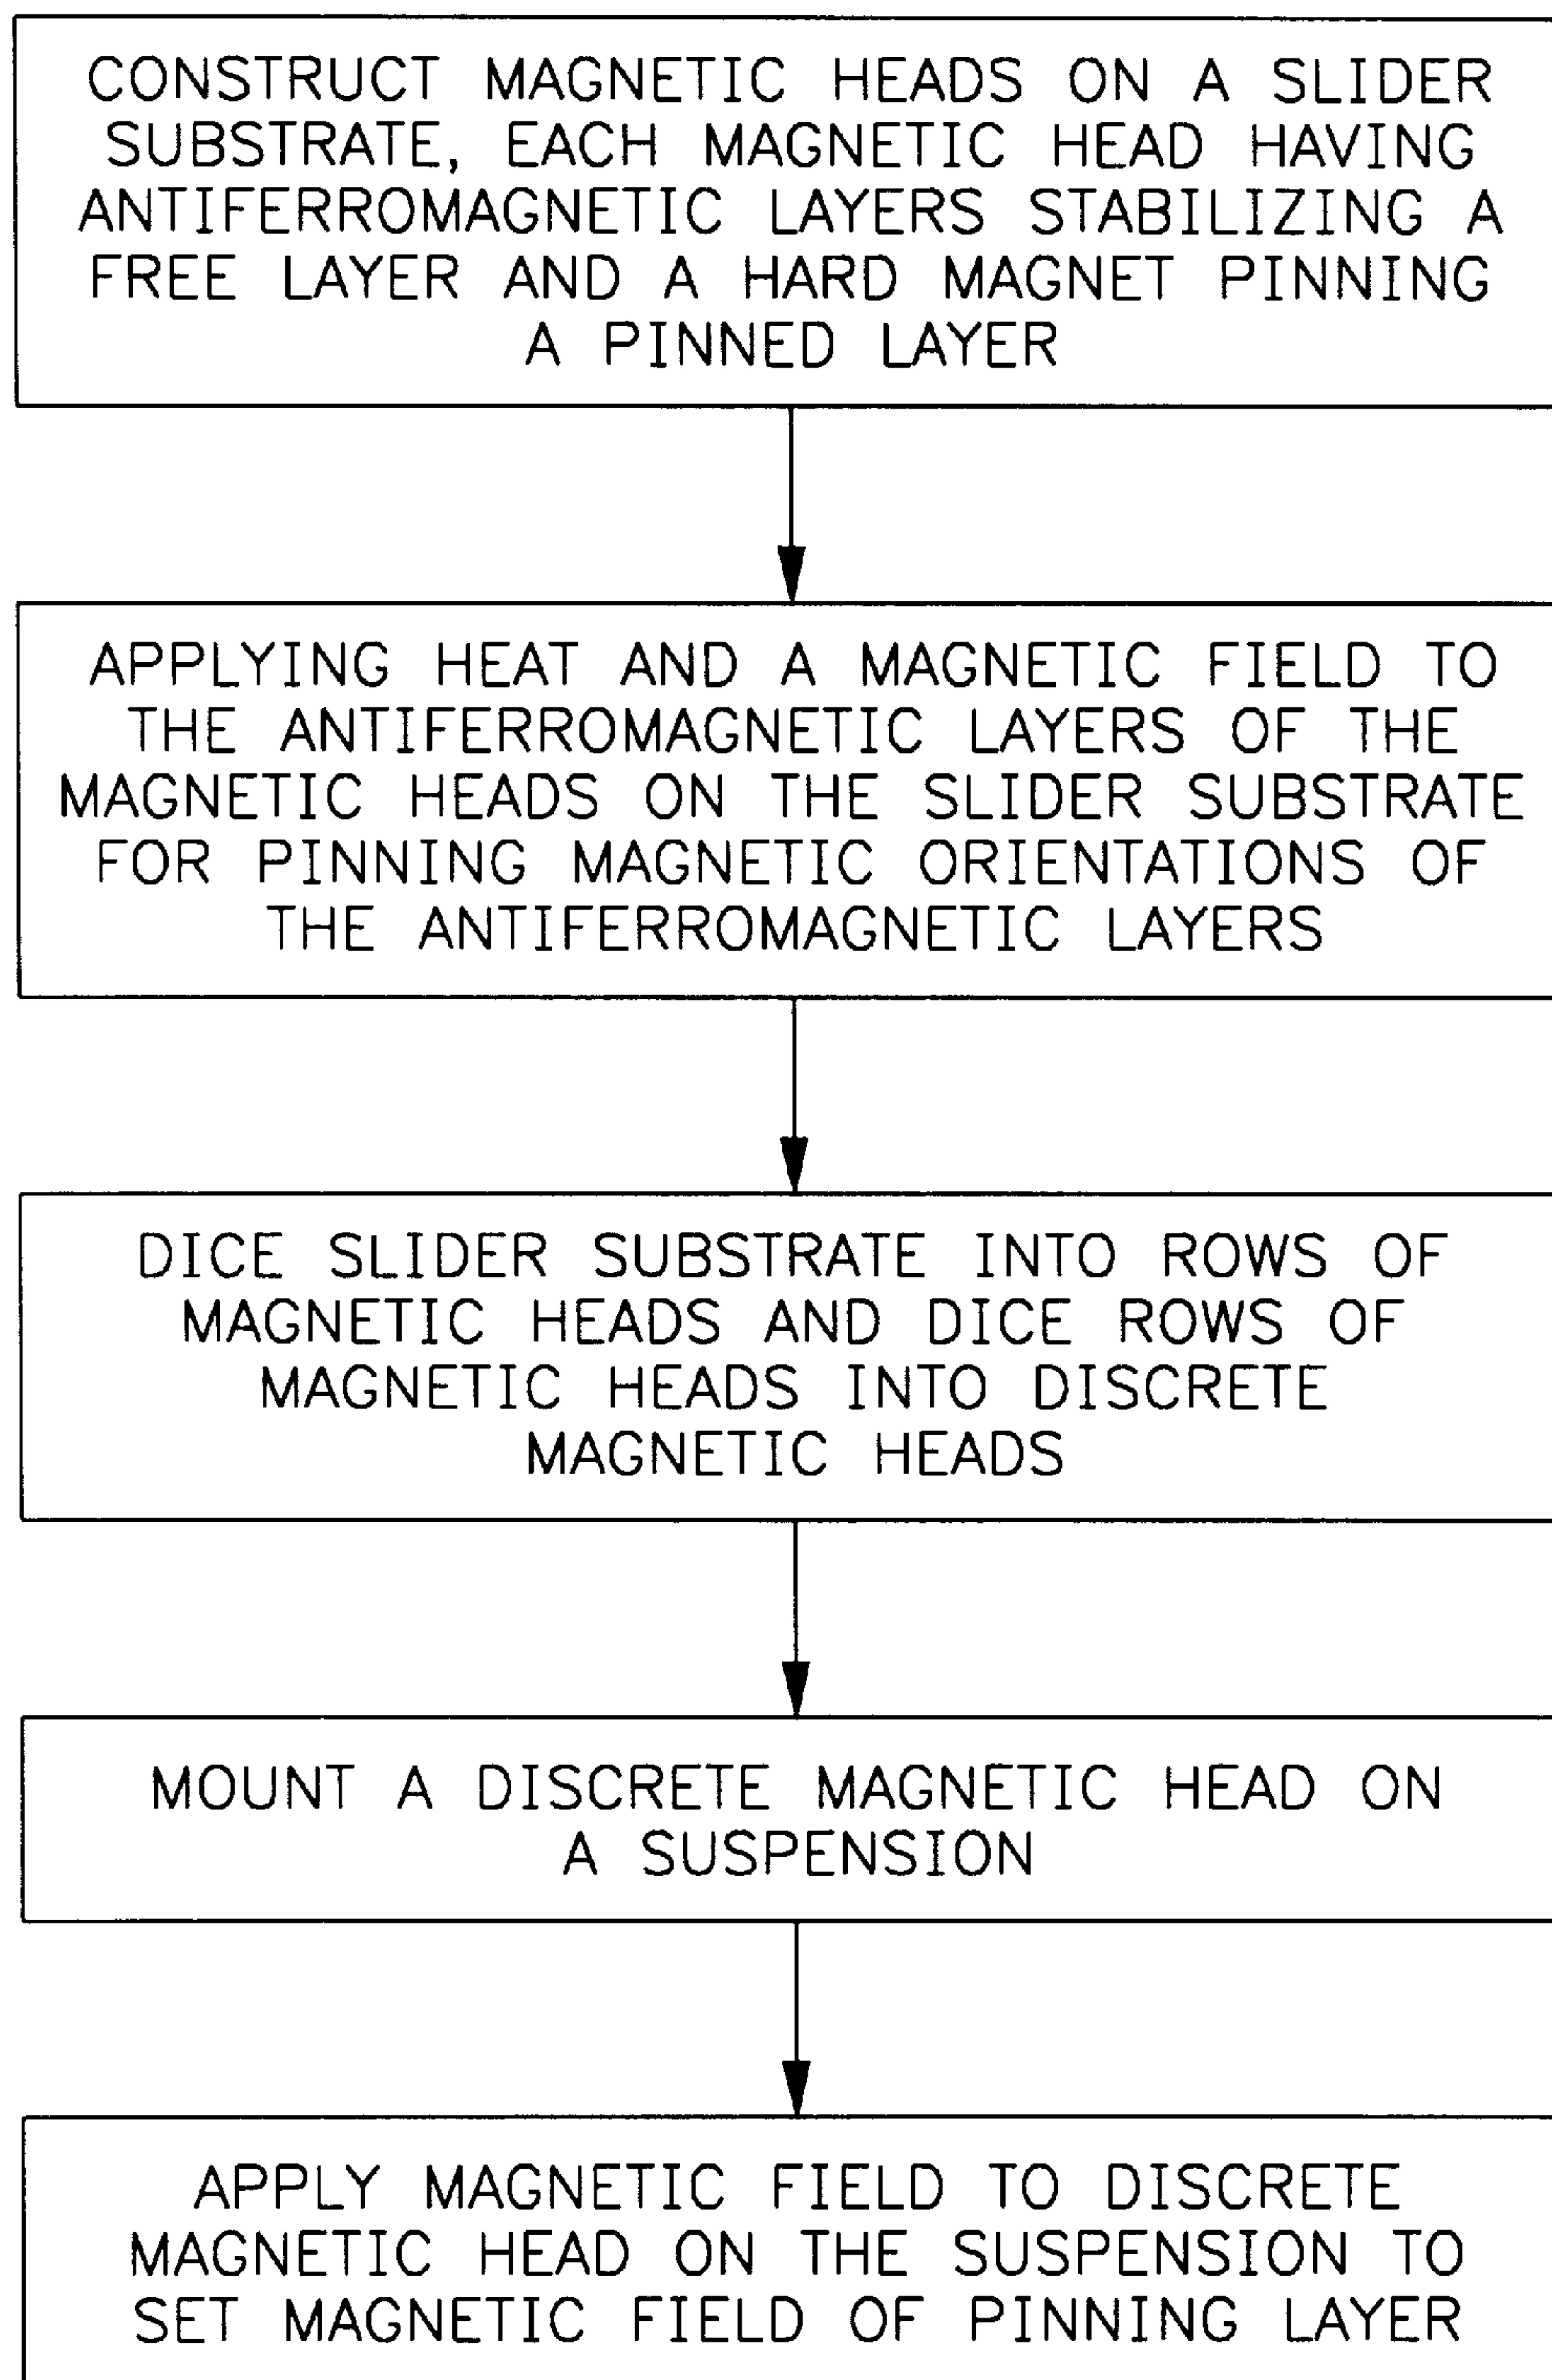 CONSTRUCT MAGNETIC HEADS ON A SLIDER
SUBSTRATE, EACH MAGNETIC HEAD HAVING
ANTIFERROMAGNETIC LAYERS STABILIZING A
FREE LAYER AND A HARD MAGNET PINNING
A PINNED LAYER
APPLYING HEAT AND A MAGNETIC FIELD TO
THE ANTIFERROMAGNETIC LAYERS OF THE
MAGNETIC HEADS ON THE SLIDER SUBSTRATE
FOR PINNING MAGNETIC ORIENTATIONS OF
THE ANTIFERROMAGNETIC LAYERS
DICE SLIDER SUBSTRATE INTO ROWS OF
MAGNETIC HEADS AND DICE ROWS OF
MAGNETIC HEADS INTO DISCRETE
MAGNETIC HEADS
MOUNT A DISCRETE MAGNETIC HEAD ON
A SUSPENSION
APPLY MAGNETIC FIELD TO DISCRETE
MAGNETIC HEAD ON THE SUSPENSION TO
SET MAGNETIC FIELD OF PINNING LAYER